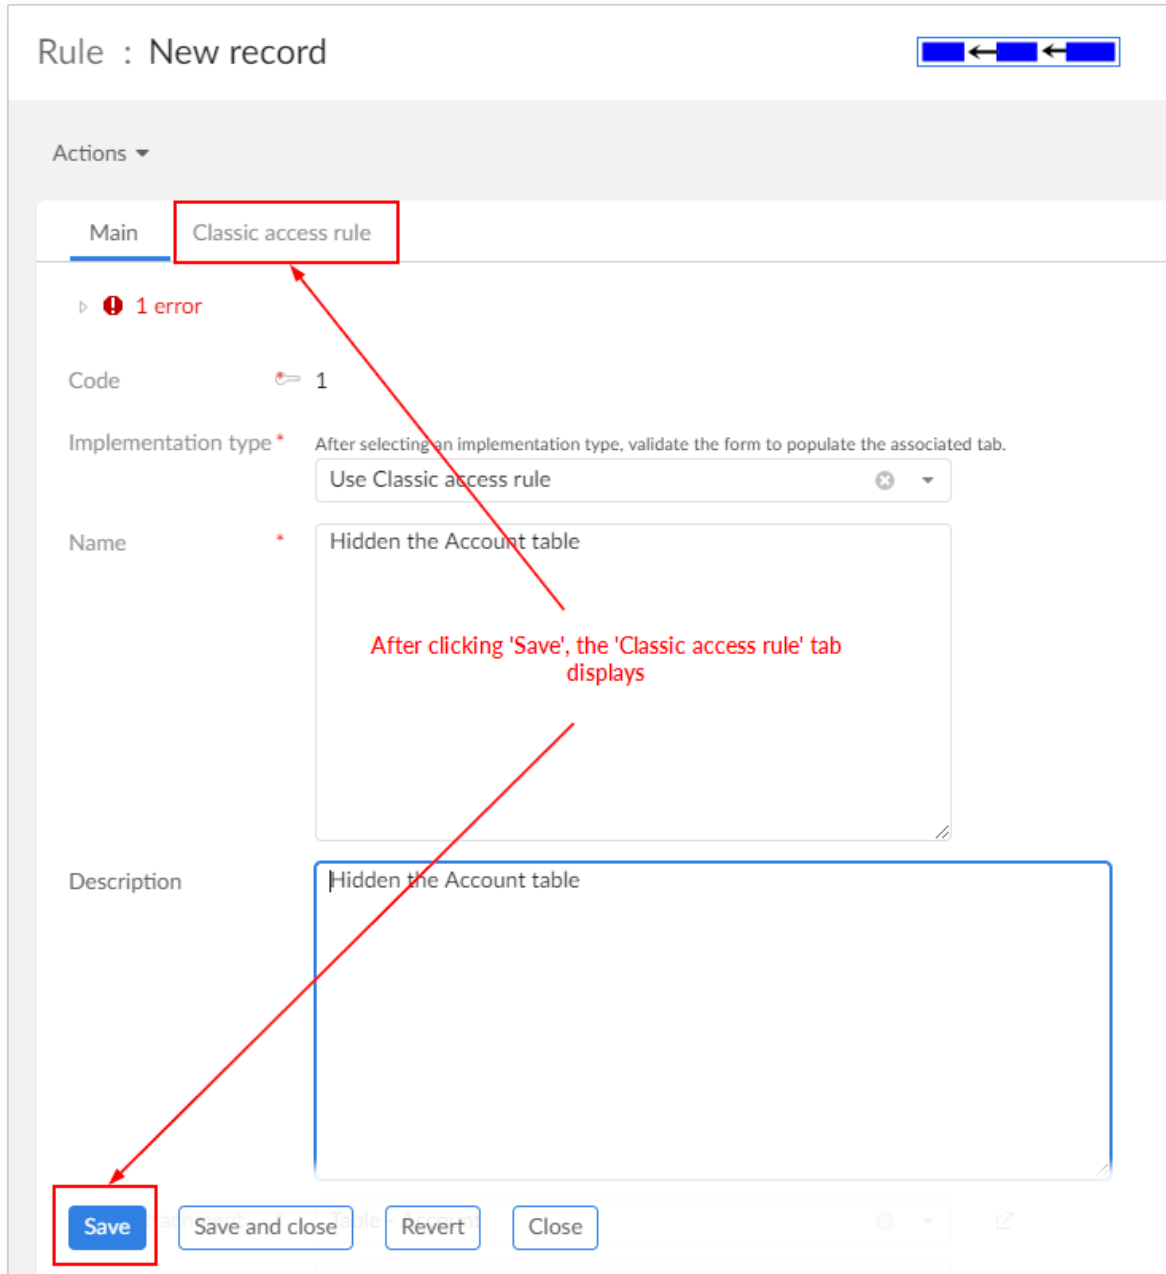 Rule : New record
Actions
Main Classic access rule
1 error
Code 1
Implementation type * After selecting an implementation type, validate the form to populate the associated tab.
Use Classic access rule
Name * Hidden the Account table
After clicking 'Save', the 'Classic access rule' tab
displays
Description Hidden the Account table
Table - Account
Save Save and close Revert Close